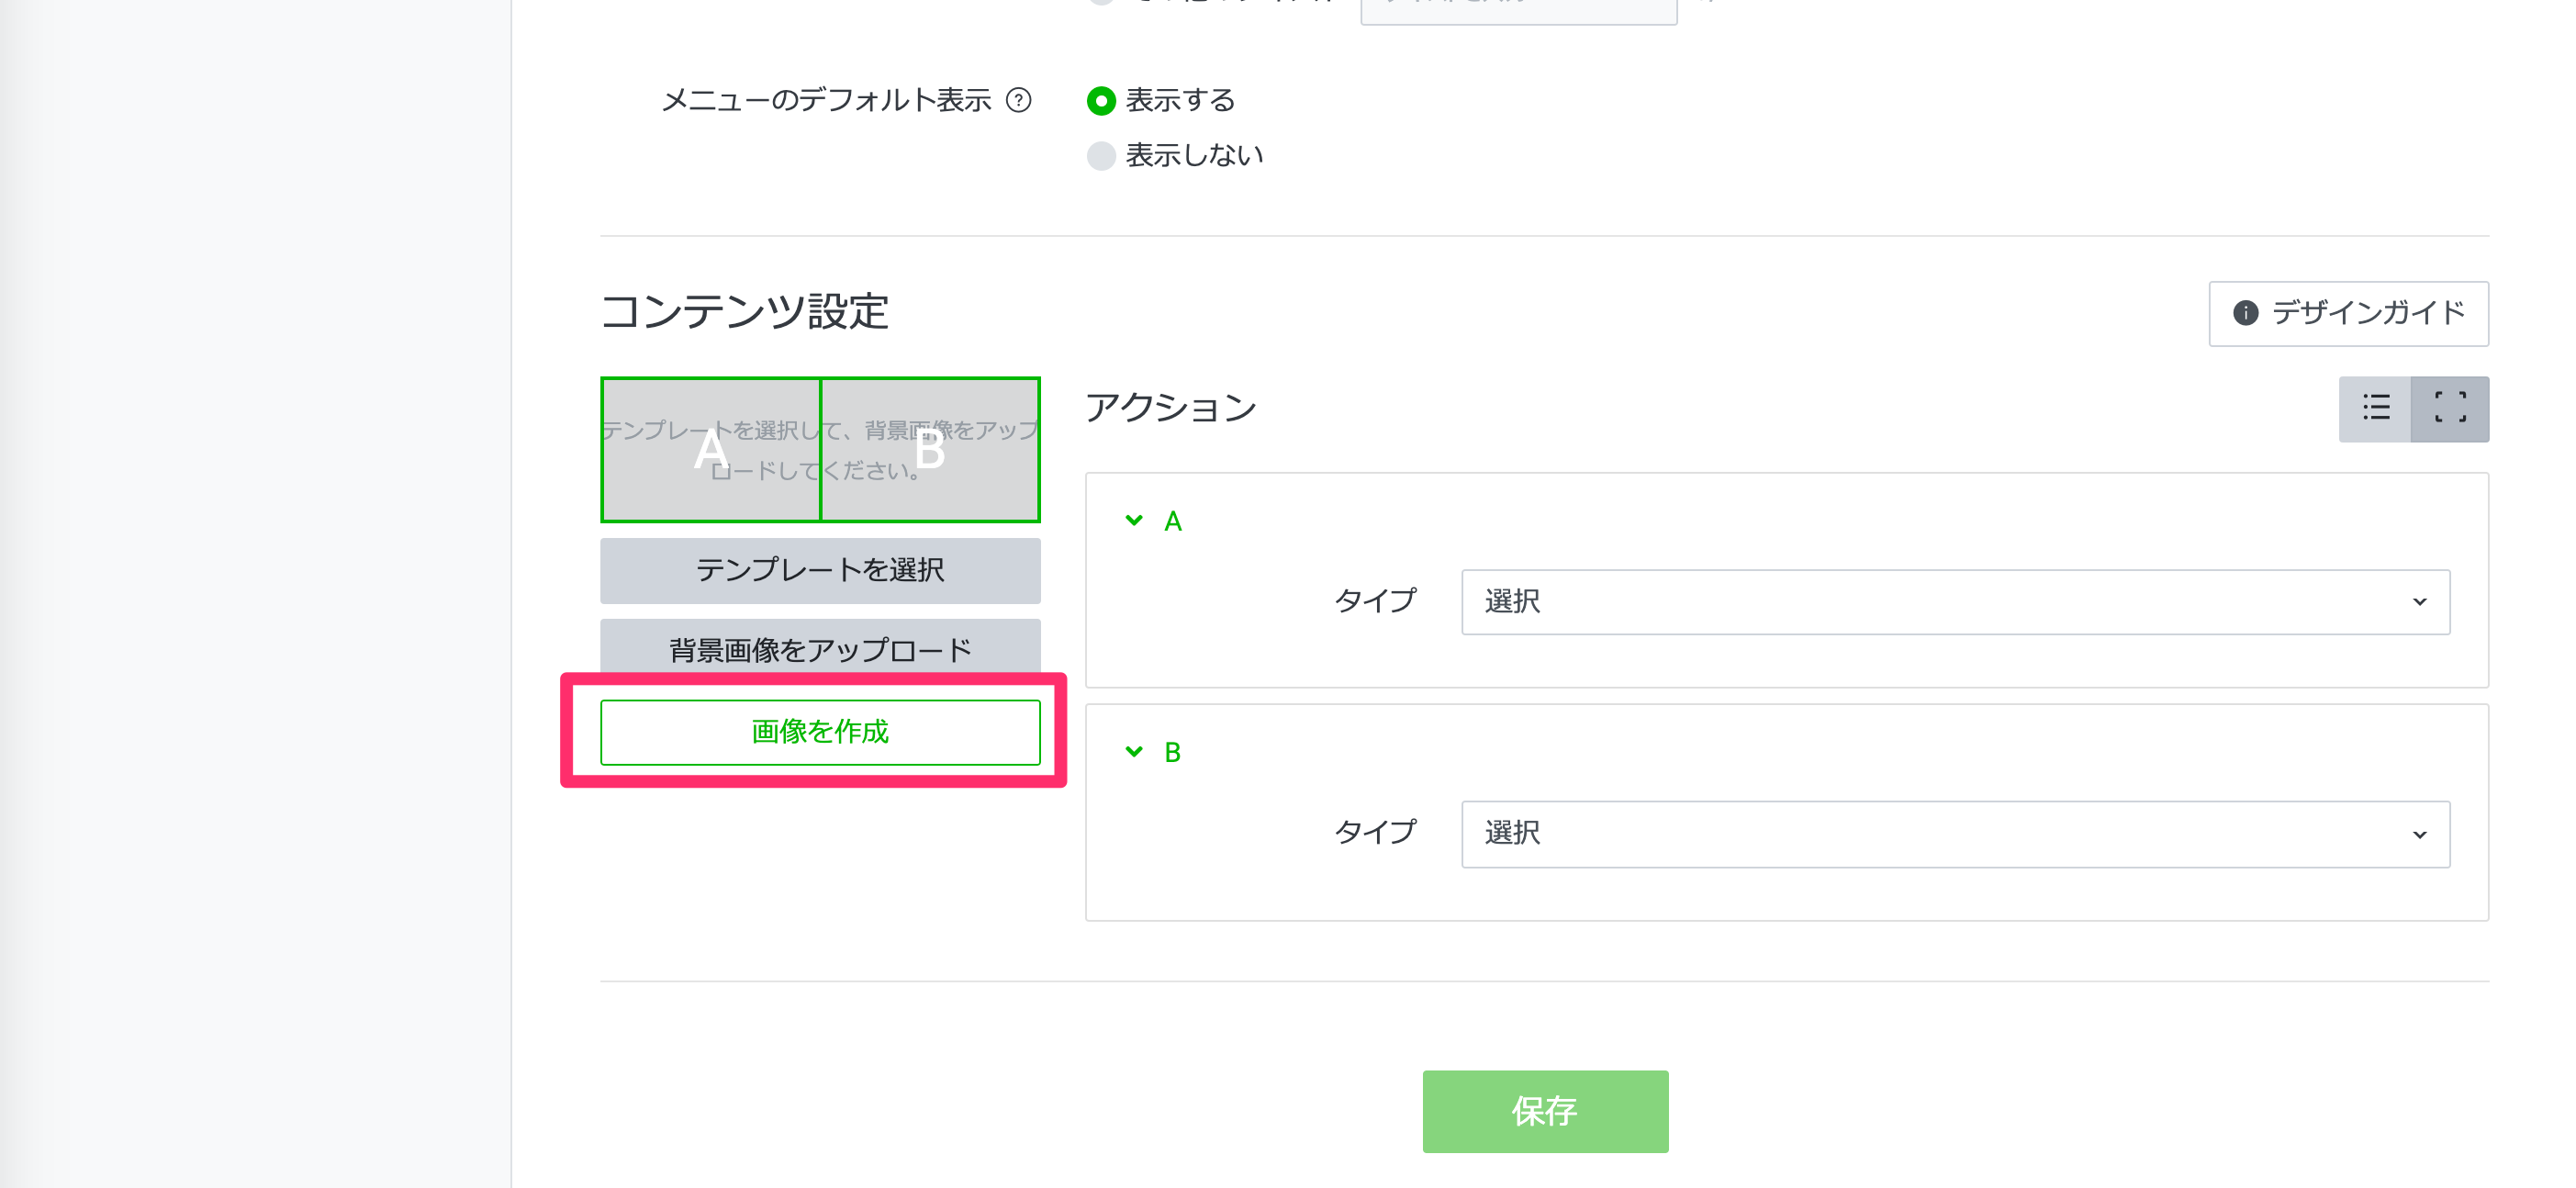 メニューのデフォルト表示
表示する
表示しない
コンテンツ設定
デザインガイド
テンプレートを選択して、背景画像をアップ
ロードしてください。
A
B
アクション
テンプレートを選択
背景画像をアップロード
画像を作成
A
タイプ
選択
B
タイプ
選択
保存